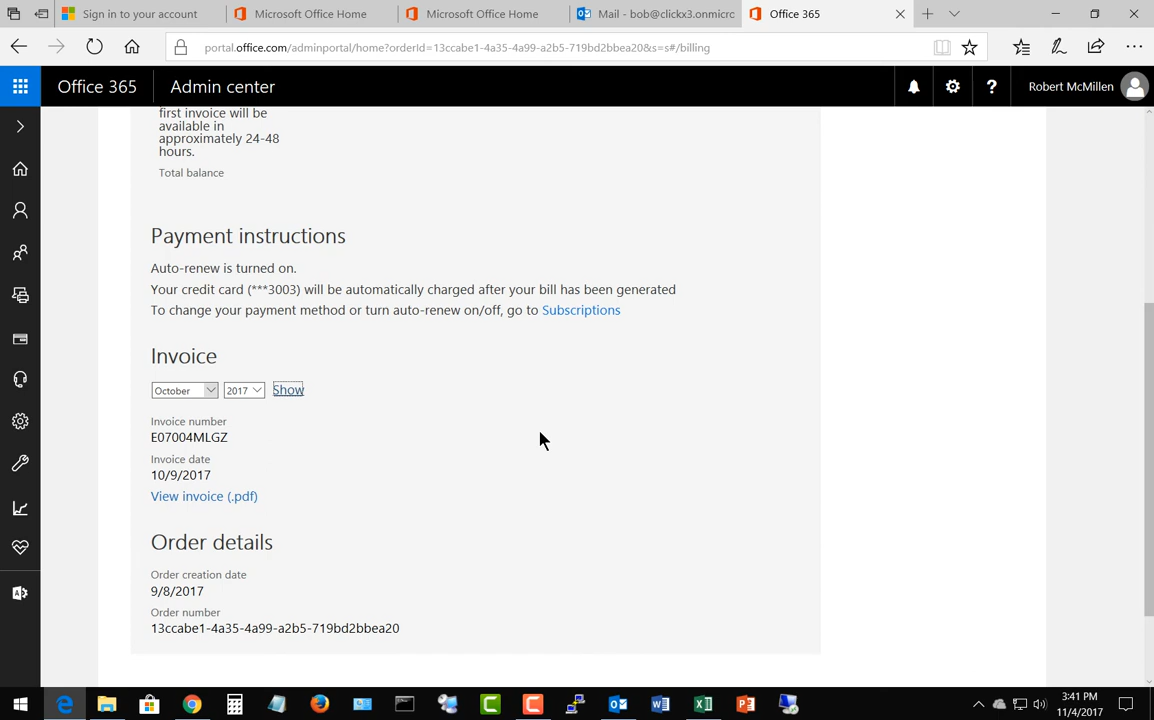 Sign in to your account
Microsoft Office Home
Microsoft Office Home
Mail - bob@clickx3.onmicro
Office 365
portal.office.com/adminportal/home?orderId=13ccabe1-4a35-4a99-a2b5-719bd2bbea20&s=s#/billing
Office 365
Admin center
Robert McMillen
first invoice will be
available in
approximately 24-48
hours.
Total balance
Payment instructions
Auto-renew is turned on.
Your credit card (***3003) will be automatically charged after your bill has been generated
To change your payment method or turn auto-renew on/off, go to Subscriptions
Invoice
October 2017 Show
Invoice number
E07004MLGZ
Invoice date
10/9/2017
View invoice (.pdf)
Order details
Order creation date
9/8/2017
Order number
13ccabe1-4a35-4a99-a2b5-719bd2bbea20
3:41 PM
11/4/2017